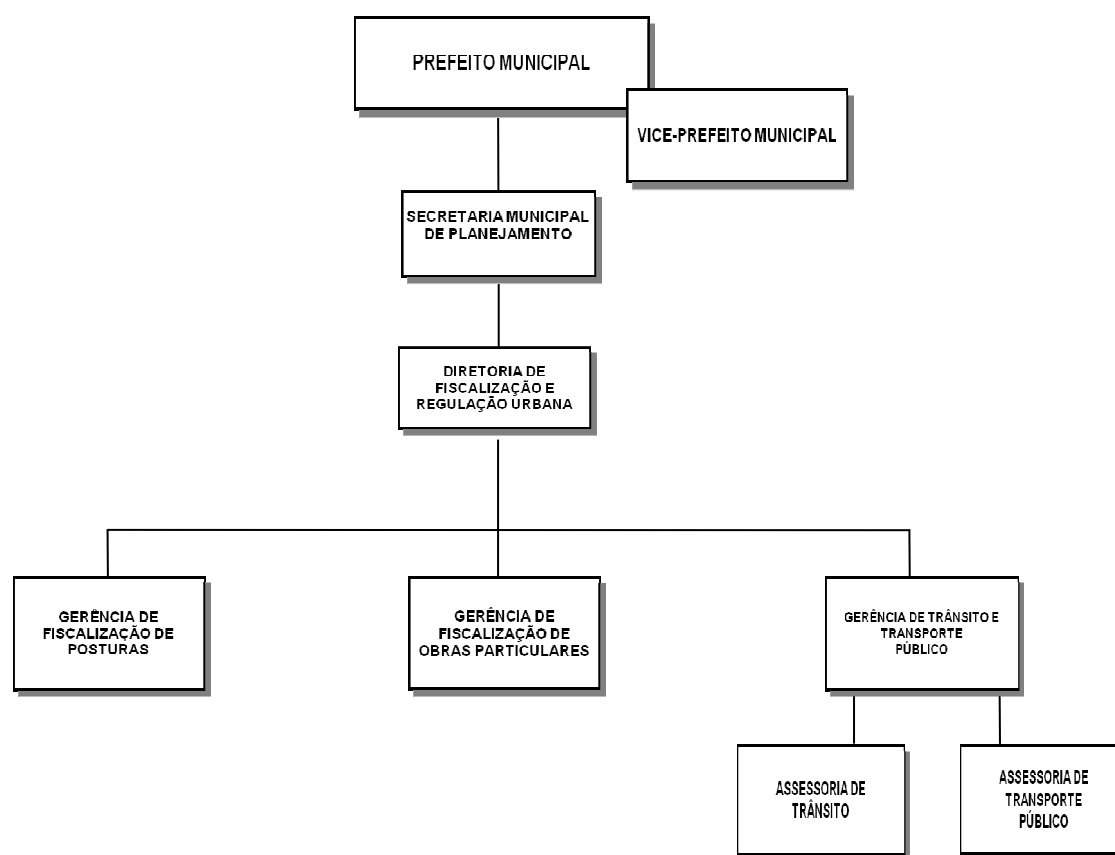 PREFEITO MUNICIPAL
VICE-PREFEITO MUNICIPAL
SECRETARIA MUNICIPAL
DE PLANEJAMENTO
DIRETORIA DE
FISCALIZAÇÃO E
REGULAÇÃO URBANA
GERÊNCIA DE
FISCALIZAÇÃO DE
POSTURAS
GERÊNCIA DE
FISCALIZAÇÃO DE
OBRAS PARTICULARES
GERÊNCIA DE TRÂNSITO E
TRANSPORTE
PÚBLICO
ASSESSORIA DE
TRÂNSITO
ASSESSORIA DE
TRANSPORTE
PÚBLICO